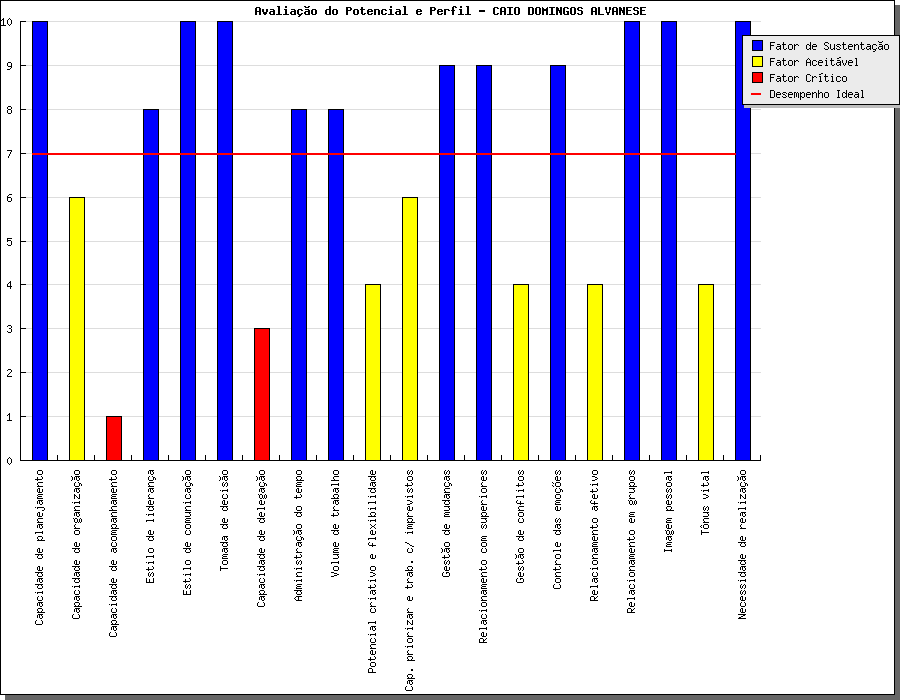 Avaliação do Potencial e Perfil - CAIO DOMINGOS ALVANESE
Fator de Sustentação
Fator Aceitável
Fator Crítico
Desempenho Ideal
10
9
8
7
6
5
4
3
2
1
0
Capacidade de planejamento
Capacidade de organização
Capacidade de acompanhamento
Estilo de liderança
Estilo de comunicação
Tomada de decisão
Capacidade de delegação
Administração do tempo
Volume de trabalho
Potencial criativo e flexibilidade
Cap. priorizar e trab. c/ imprevistos
Gestão de mudanças
Relacionamento com superiores
Gestão de conflitos
Controle das emoções
Relacionamento afetivo
Relacionamento em grupos
Imagem pessoal
Tônus vital
Necessidade de realização